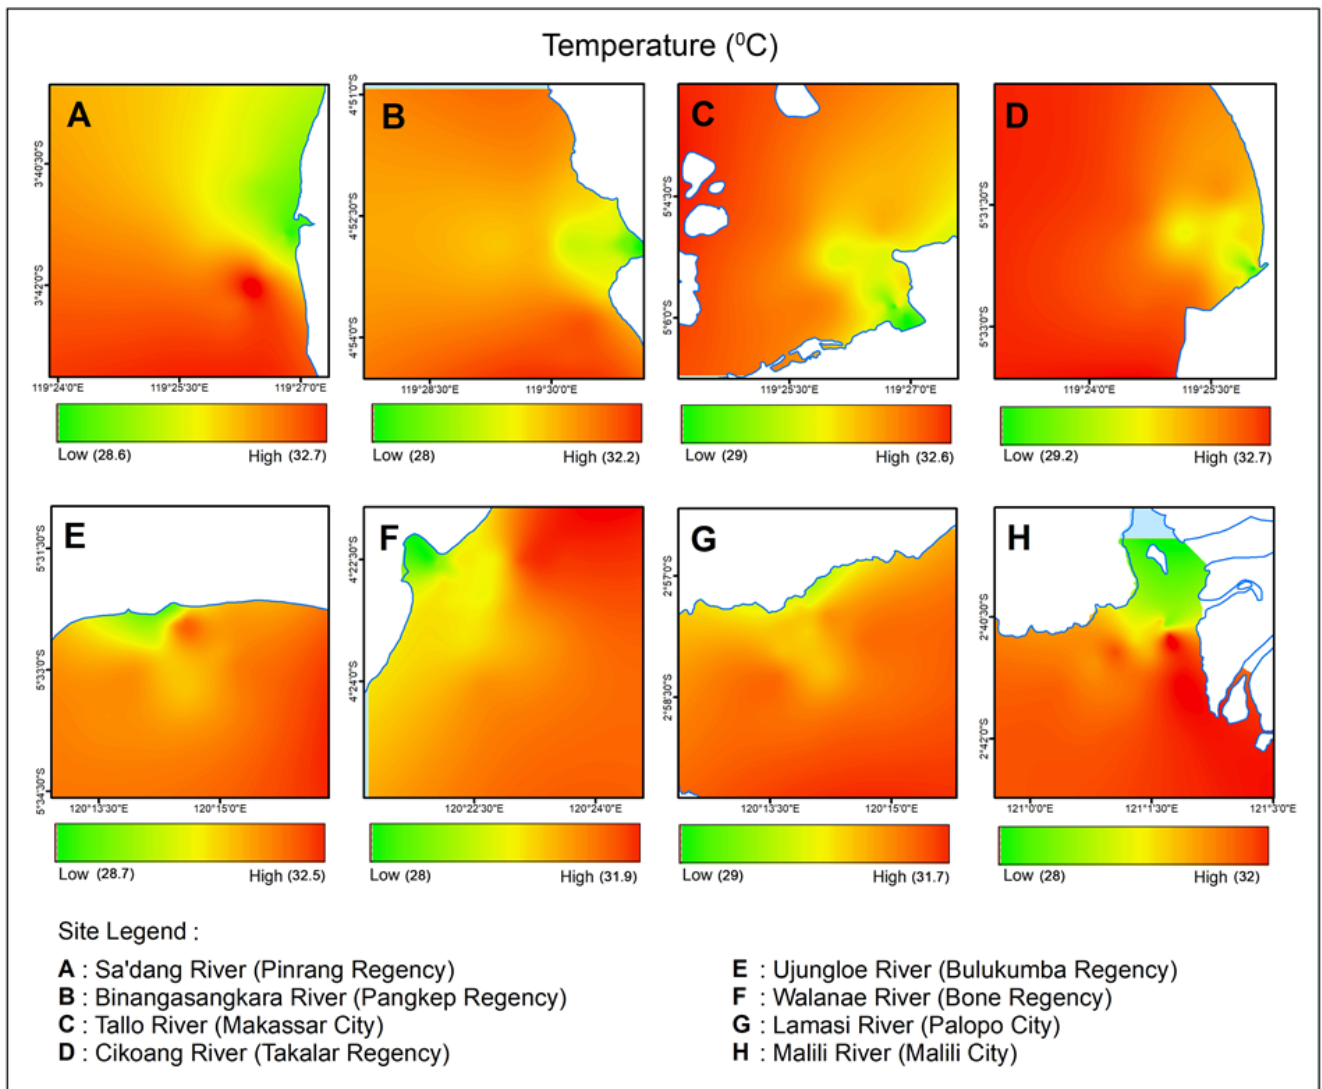 Temperature (⁰C)
A
B
C
D
3°40'30"S
3°42'0"S
4°51'0"S
4°52'30"S
4°54'0"S
5°4'30"S
5°6'0"S
5°31'30"S
5°33'0"S
119°24'0"E 119°25'30"E 119°27'0"E
119°28'30"E 119°30'0"E
119°25'30"E 119°27'0"E
119°24'0"E 119°25'30"E
Low (28.6) High (32.7)
Low (28) High (32.2)
Low (29) High (32.6)
Low (29.2) High (32.7)
E
F
G
H
5°31'30"S
5°33'0"S
5°34'30"S
4°22'30"S
4°24'0"S
2°57'0"S
2°58'30"S
2°40'30"S
2°42'0"S
120°13'30"E 120°15'0"E
120°22'30"E 120°24'0"E
120°13'30"E 120°15'0"E
121°0'0"E 121°1'30"E 121°3'0"E
Low (28.7) High (32.5)
Low (28) High (31.9)
Low (29) High (31.7)
Low (28) High (32)
Site Legend :
A : Sa'dang River (Pinrang Regency)
B : Binangasangkara River (Pangkep Regency)
C : Tallo River (Makassar City)
D : Cikoang River (Takalar Regency)
E : Ujungloe River (Bulukumba Regency)
F : Walanae River (Bone Regency)
G : Lamasi River (Palopo City)
H : Malili River (Malili City)